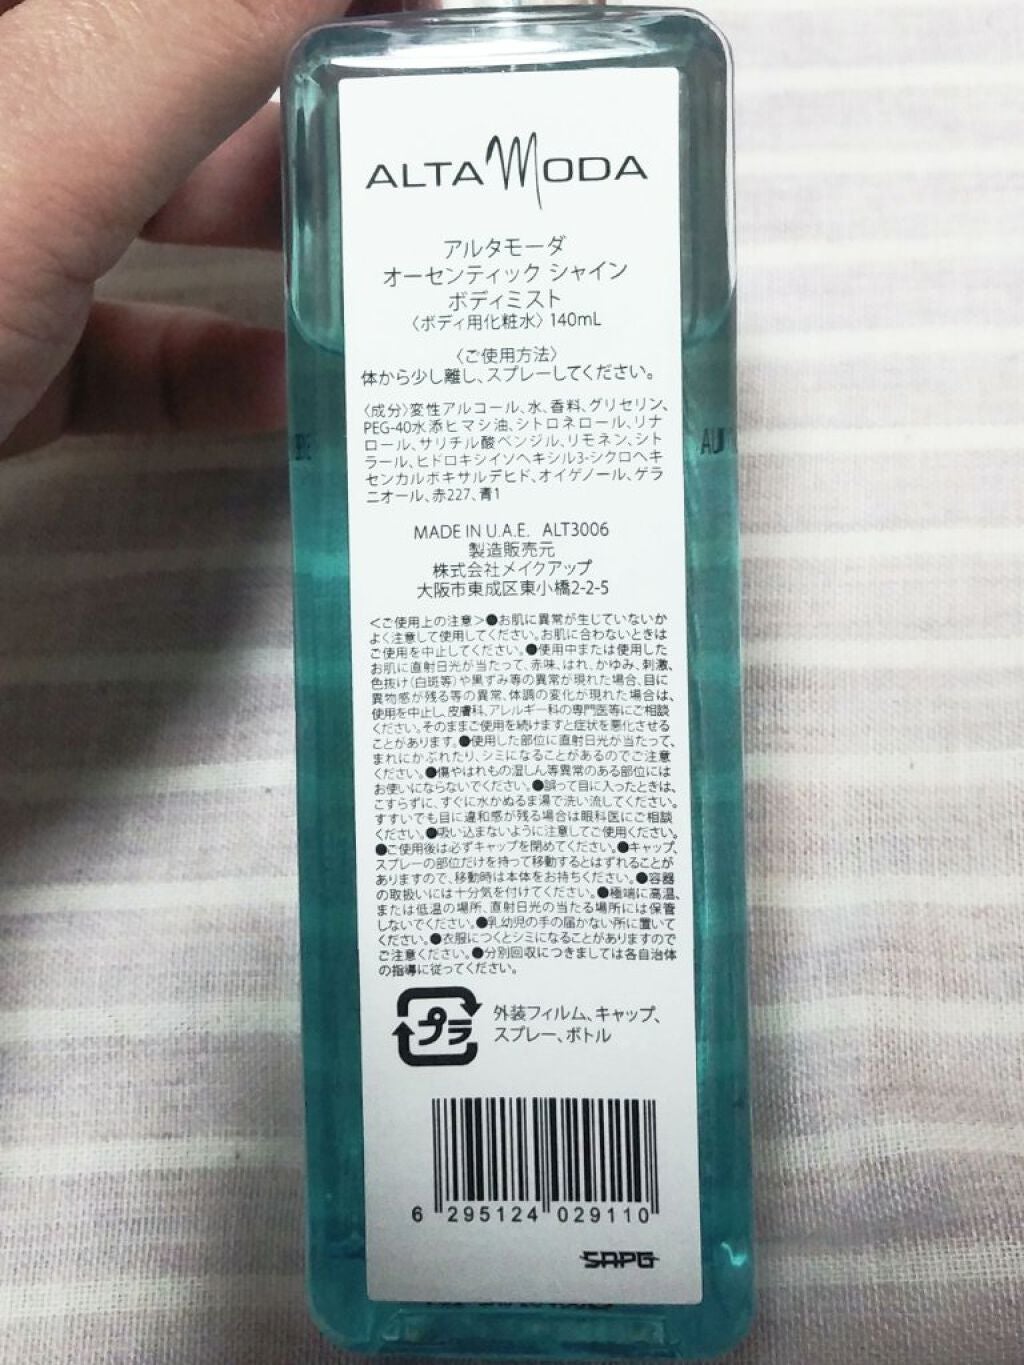 ALTAMODA
アルタモーダ
オーセンティック シャイン
ボディミスト
〈ボディ用化粧水〉140mL
〈ご使用方法〉
体から少し離し、スプレーしてください。
〈成分〉変性アルコール、水、香料、グリセリン、
PEG-40水添ヒマシ油、シトロネロール、リナ
ロール、サリチル酸ベンジル、リモネン、シト
ラール、ヒドロキシイソヘキシル3-シクロヘキ
センカルボキサルデヒド、オイゲノール、ゲラ
ニオール、赤227、青1
MADE IN U.A.E. ALT3006
製造販売元
株式会社メイクアップ
大阪市東成区東小橋2-2-5
＜ご使用上の注意＞●お肌に異常が生じていないか
よく注意して使用してください。お肌に合わないときは
ご使用を中止してください。●使用中または使用した
お肌に直射日光が当たって、赤味、はれ、かゆみ、刺激、
色抜け（白斑等）や黒ずみ等の異常が現れた場合、目に
異物感が残る等の異常、体調の変化が現れた場合は、
使用を中止し、皮膚科、アレルギー科の専門医等にご相談
ください。そのままご使用を続けますと症状を悪化させる
ことがあります。●使用した部位に直射日光が当たって、
まれにかぶれたり、シミになることがあるのでご注意
ください。●傷やはれもの湿しん等異常のある部位には
お使いにならないでください。●誤って目に入ったときは、
こすらずに、すぐに水かぬるま湯で洗い流してください。
すすいでも目に違和感が残る場合は眼科医にご相談
ください。●吸い込まないように注意してご使用ください。
●ご使用後は必ずキャップを閉めてください。●キャップ、
スプレーの部位だけを持って移動するとはずれることが
ありますので、移動時は本体をお持ちください。●容器
の取扱いには十分気を付けてください。●極端に高温、
または低温の場所、直射日光の当たる場所には保管
しないでください。●乳幼児の手の届かない所に置いて
ください。●衣服につくとシミになることがありますので
ご注意ください。●分別回収につきましては各自治体
の指導に従ってください。
プラ
外装フィルム、キャップ、
スプレー、ボトル
6 295124 029110
SAPG